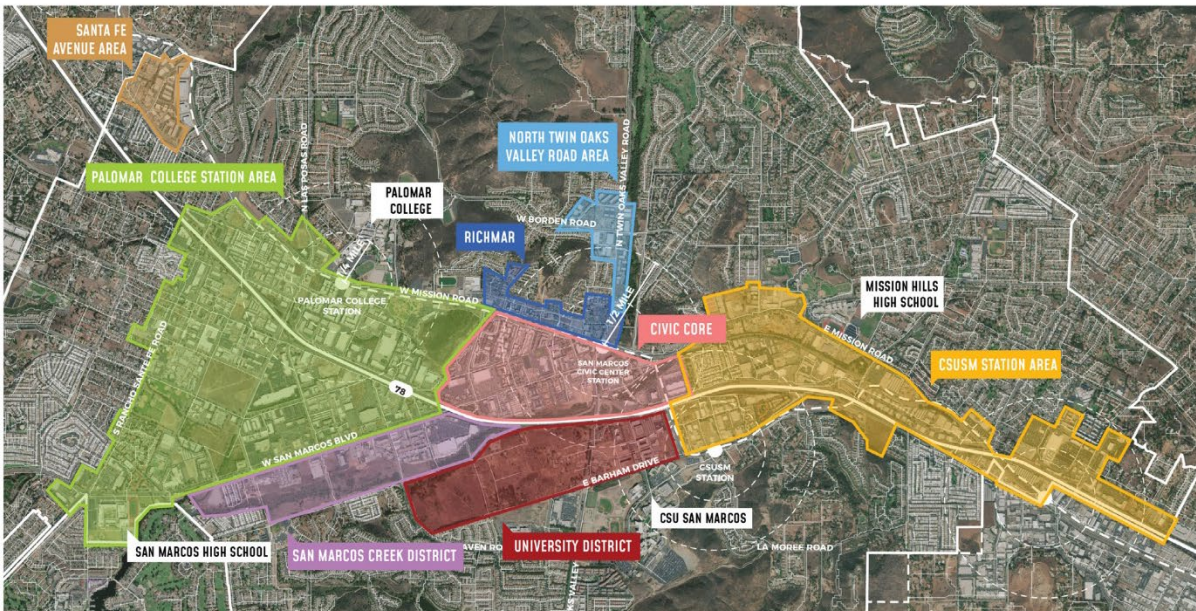 SANTA FE
AVENUE AREA
PALOMAR COLLEGE STATION AREA
N LAS POSAS ROAD
PALOMAR
COLLEGE
NORTH TWIN OAKS
VALLEY ROAD AREA
W BORDEN ROAD
N TWIN OAKS VALLEY ROAD
RICHMAR
1/4 MILE
PALOMAR COLLEGE
STATION
W MISSION ROAD
1/2 MILE
CIVIC CORE
MISSION HILLS
HIGH SCHOOL
E MISSION ROAD
CSUSM STATION AREA
SAN MARCOS
CIVIC CENTER
STATION
S RANCHO SANTA FE ROAD
78
W SAN MARCOS BLVD
E BARHAM DRIVE
CSUSM
STATION
CSU SAN MARCOS
SAN MARCOS HIGH SCHOOL
SAN MARCOS CREEK DISTRICT
UNIVERSITY DISTRICT
LA MOREE ROAD